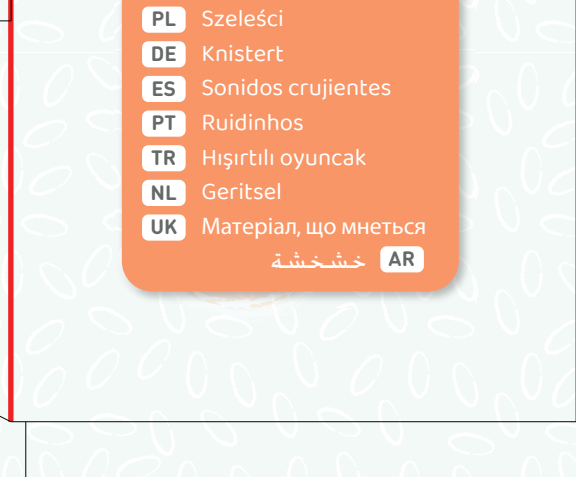 PL Szeleści
DE Knistert
ES Sonidos crujientes
PT Ruidinhos
TR Hışırtılı oyuncak
NL Geritsel
UK Матеріал, що мнеться
AR خشخشة